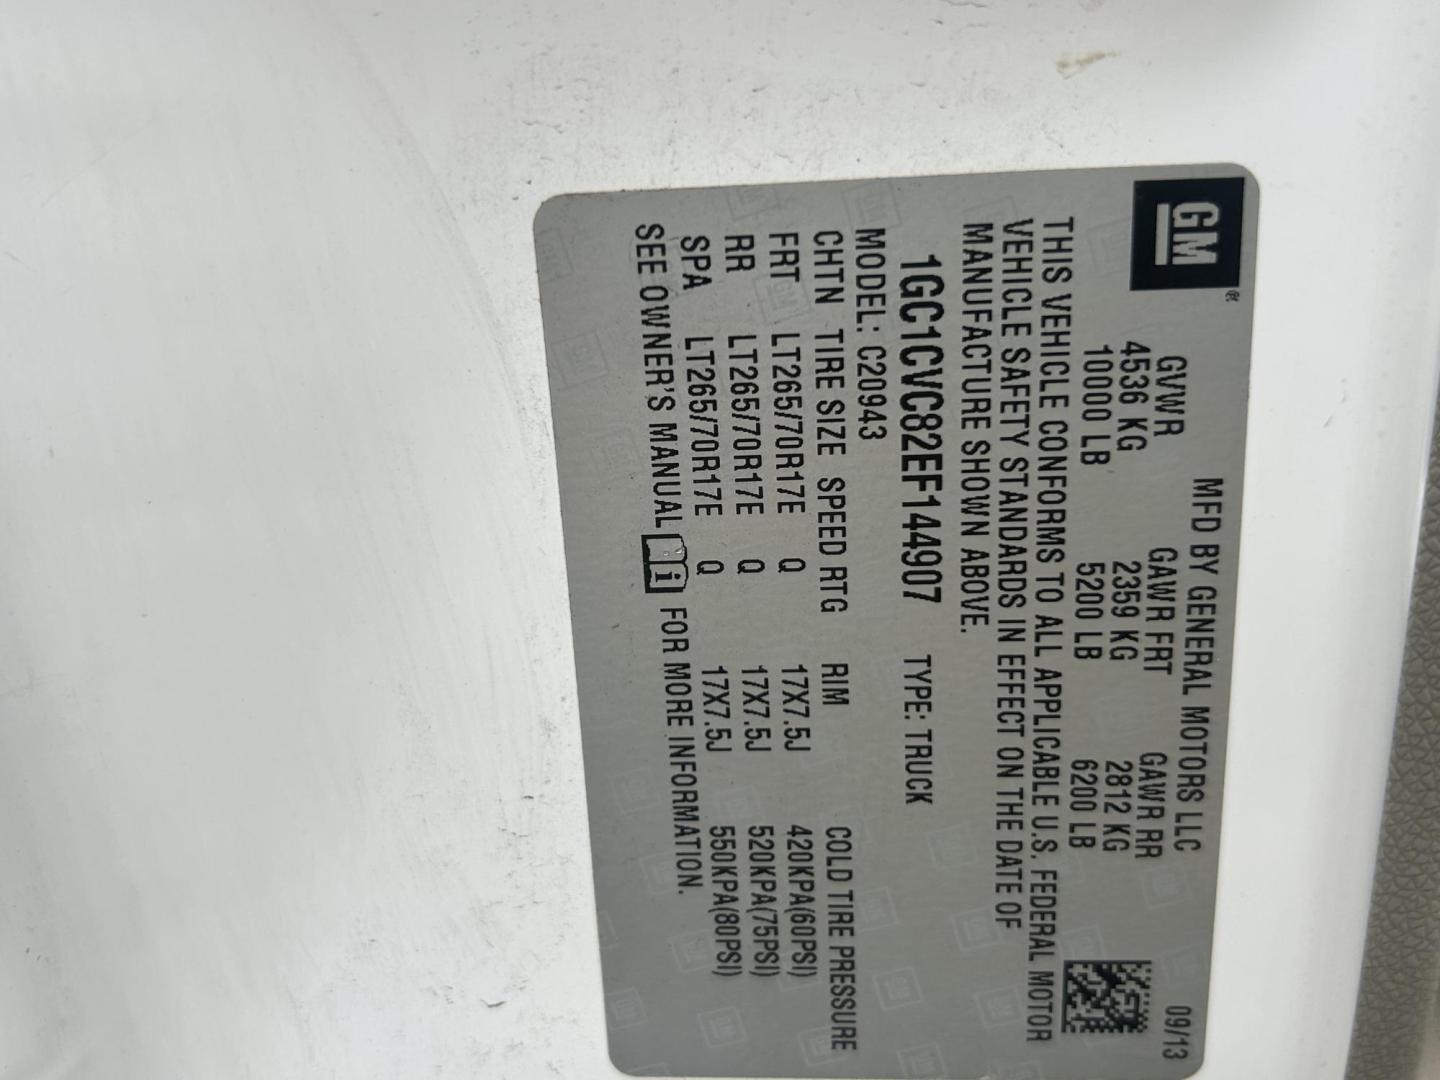 GM®
MFD BY GENERAL MOTORS LLC 09/13
GVWR GAWR FRT GAWR RR
4536 KG 2359 KG 2812 KG
10000 LB 5200 LB 6200 LB
THIS VEHICLE CONFORMS TO ALL APPLICABLE U.S. FEDERAL MOTOR
VEHICLE SAFETY STANDARDS IN EFFECT ON THE DATE OF
MANUFACTURE SHOWN ABOVE.
1GC1CVC82EF144907 TYPE: TRUCK
MODEL: C20943
CHTN TIRE SIZE SPEED RTG RIM COLD TIRE PRESSURE
FRT LT265/70R17E Q 17X7.5J 420KPA(60PSI)
RR LT265/70R17E Q 17X7.5J 520KPA(75PSI)
SPA LT265/70R17E Q 17X7.5J 550KPA(80PSI)
SEE OWNER'S MANUAL i FOR MORE INFORMATION.